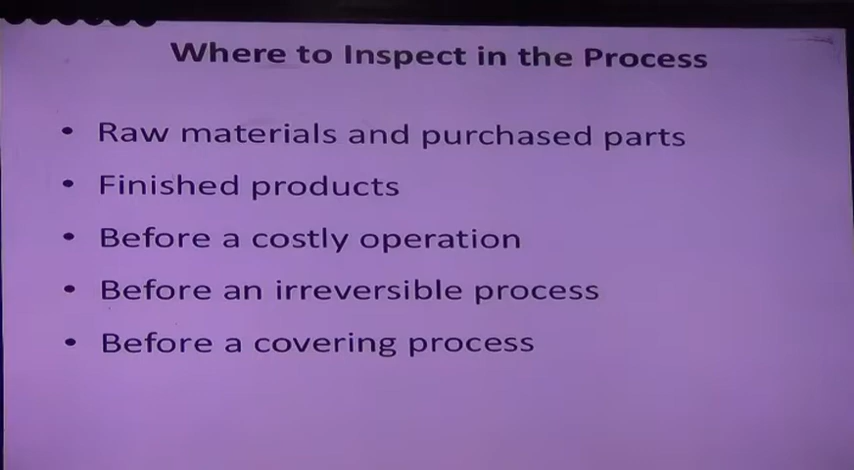 Where to Inspect in the Process
• Raw materials and purchased parts
• Finished products
• Before a costly operation
• Before an irreversible process
• Before a covering process